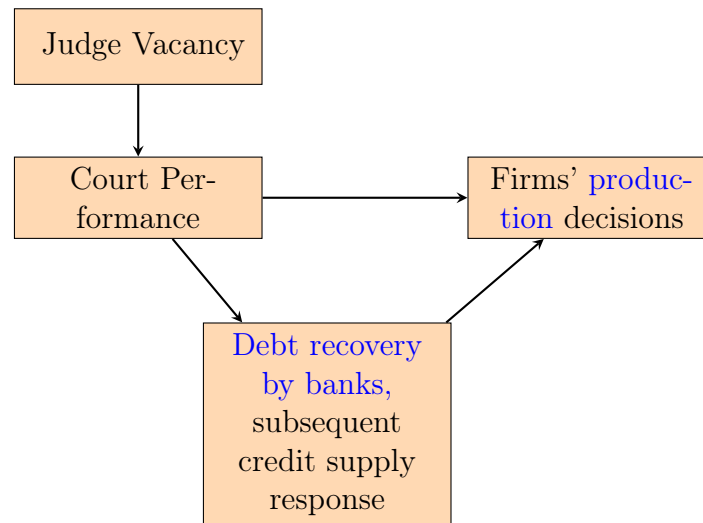 Judge Vacancy
Court Per-
formance
Firms' produc-
tion decisions
Debt recovery
by banks,
subsequent
credit supply
response